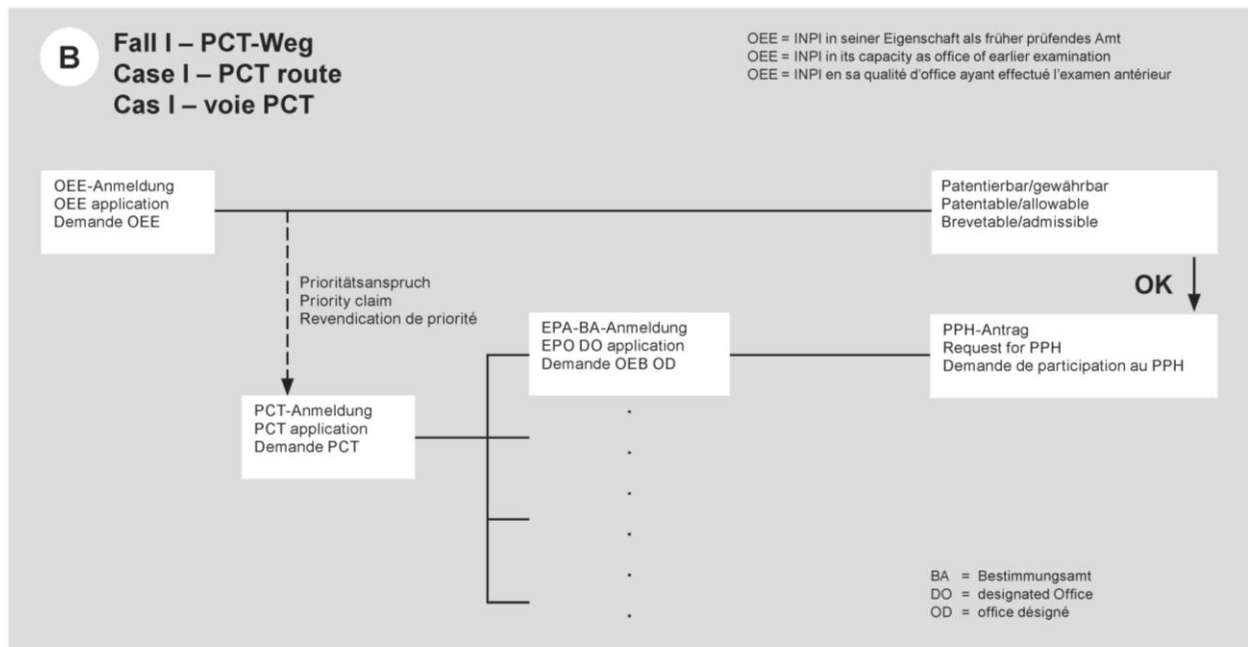 B
Fall I – PCT-Weg
Case I – PCT route
Cas I – voie PCT
OEE = INPI in seiner Eigenschaft als früher prüfendes Amt
OEE = INPI in its capacity as office of earlier examination
OEE = INPI en sa qualité d'office ayant effectué l'examen antérieur
OEE-Anmeldung
OEE application
Demande OEE
Patentierbar/gewährbar
Patentable/allowable
Brevetable/admissible
Prioritätsanspruch
Priority claim
Revendication de priorité
OK
EPA-BA-Anmeldung
EPO DO application
Demande OEB OD
PPH-Antrag
Request for PPH
Demande de participation au PPH
PCT-Anmeldung
PCT application
Demande PCT
BA = Bestimmungsamt
DO = designated Office
OD = office désigné